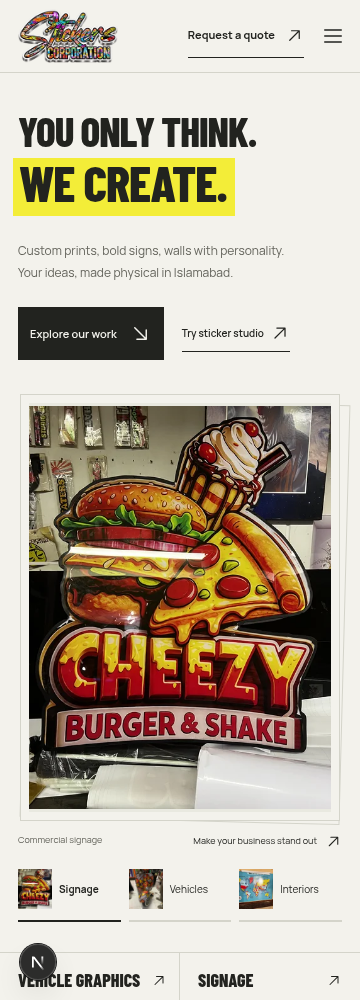 Stickers
CORPORATION
Request a quote
YOU ONLY THINK.
WE CREATE.
Custom prints, bold signs, walls with personality.
Your ideas, made physical in Islamabad.
Explore our work
Try sticker studio
CHEEZY
BURGER & SHAKE
Commercial signage
Make your business stand out
Signage
Vehicles
Interiors
N
VEHICLE GRAPHICS
SIGNAGE